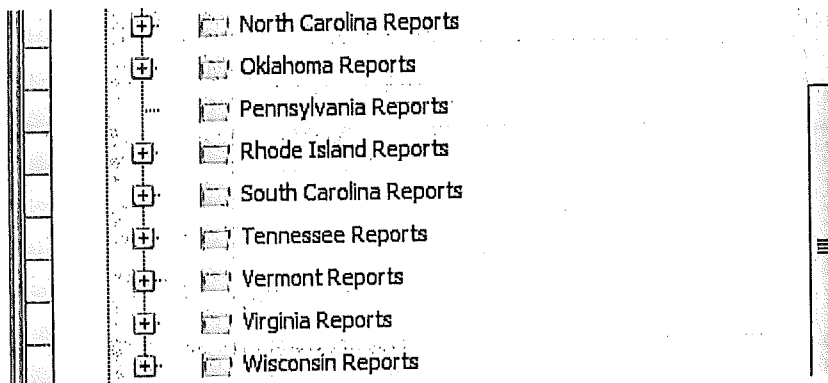 North Carolina Reports
Oklahoma Reports
Pennsylvania Reports
Rhode Island Reports
South Carolina Reports
Tennessee Reports
Vermont Reports
Virginia Reports
Wisconsin Reports